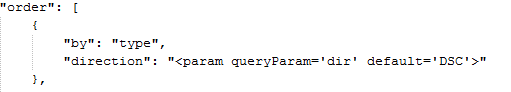 "order": [
{
"by": "type",
"direction": "<param queryParam='dir' default='DSC'>"
},